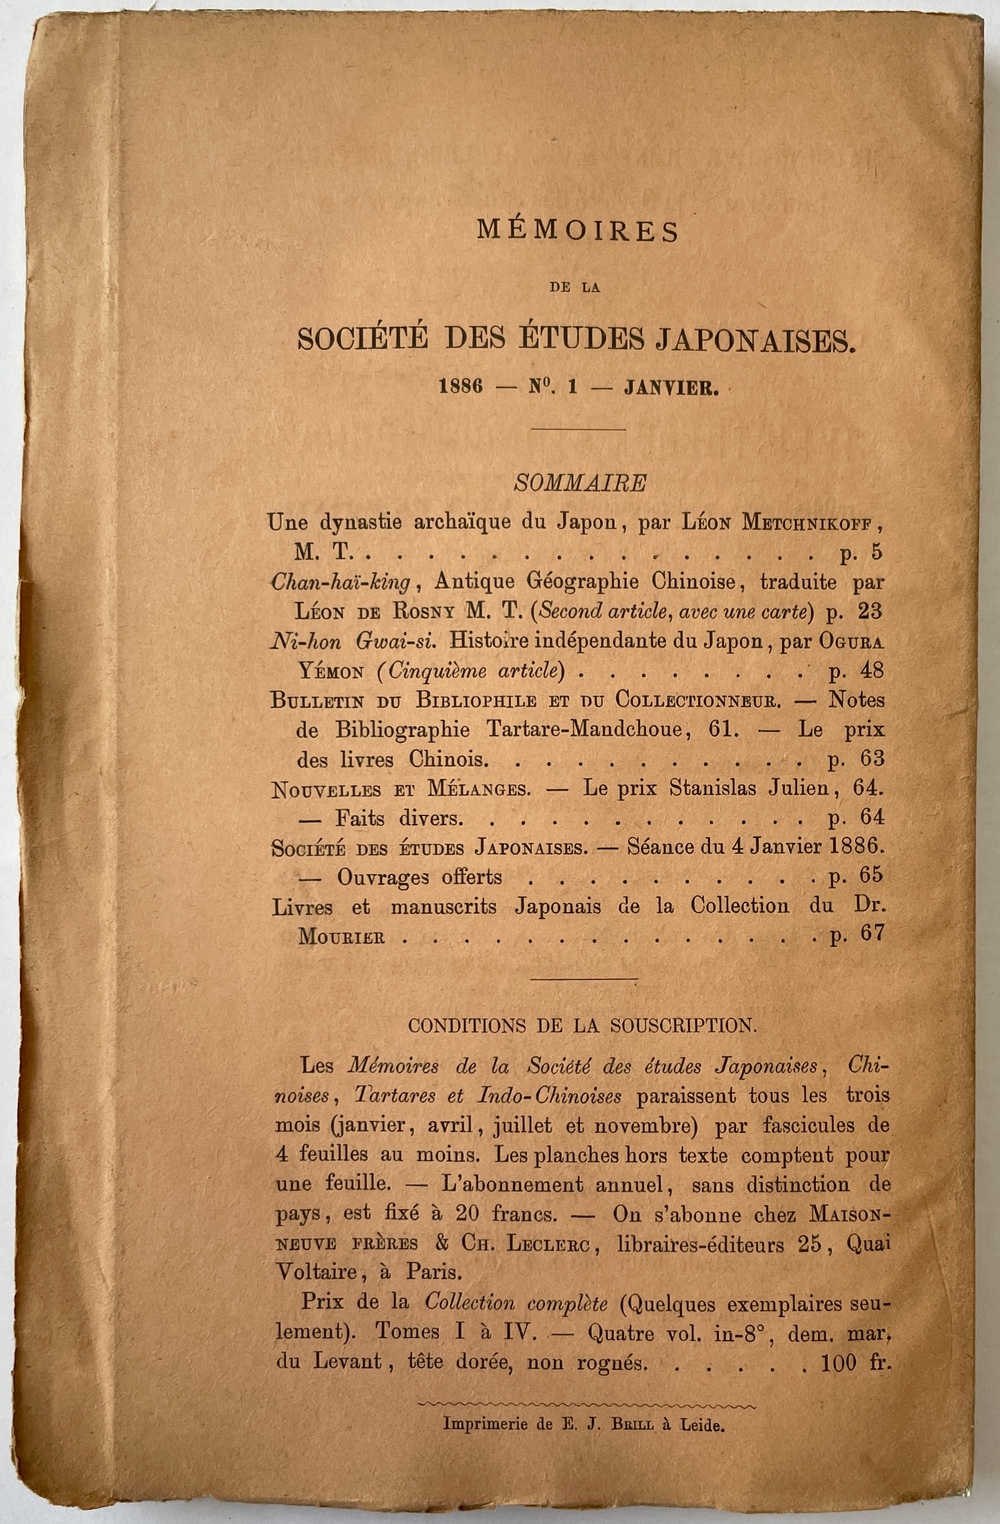 MÉMOIRES
DE LA
SOCIÉTÉ DES ÉTUDES JAPONAISES.
1886 — Nº. 1 — JANVIER.
SOMMAIRE
Une dynastie archaïque du Japon, par LÉON METCHNIKOFF,
M. T. . . . . . . . . . . . . . . . p. 5
Chan-haï-king, Antique Géographie Chinoise, traduite par
LÉON DE ROSNY M. T. (Second article, avec une carte) p. 23
Ni-hon Gwai-si. Histoire indépendante du Japon, par OGURA
YÉMON (Cinquième article) . . . . . . . . p. 48
BULLETIN DU BIBLIOPHILE ET DU COLLECTIONNEUR. — Notes
de Bibliographie Tartare-Mandchoue, 61. — Le prix
des livres Chinois. . . . . . . . . . . p. 63
NOUVELLES ET MÉLANGES. — Le prix Stanislas Julien, 64.
— Faits divers. . . . . . . . . . . . p. 64
SOCIÉTÉ DES ÉTUDES JAPONAISES. — Séance du 4 Janvier 1886.
— Ouvrages offerts . . . . . . . . . . p. 65
Livres et manuscrits Japonais de la Collection du Dr.
MOURIER . . . . . . . . . . . . . . p. 67
CONDITIONS DE LA SOUSCRIPTION.
Les Mémoires de la Société des études Japonaises, Chi-
noises, Tartares et Indo-Chinoises paraissent tous les trois
mois (janvier, avril, juillet et novembre) par fascicules de
4 feuilles au moins. Les planches hors texte comptent pour
une feuille. — L'abonnement annuel, sans distinction de
pays, est fixé à 20 francs. — On s'abonne chez MAISON-
NEUVE FRÈRES & CH. LECLERC, libraires-éditeurs 25, Quai
Voltaire, à Paris.
Prix de la Collection complète (Quelques exemplaires seu-
lement). Tomes I à IV. — Quatre vol. in-8°, dem. mar.
du Levant, tête dorée, non rognés. . . . . . 100 fr.
Imprimerie de E. J. BRILL à Leide.